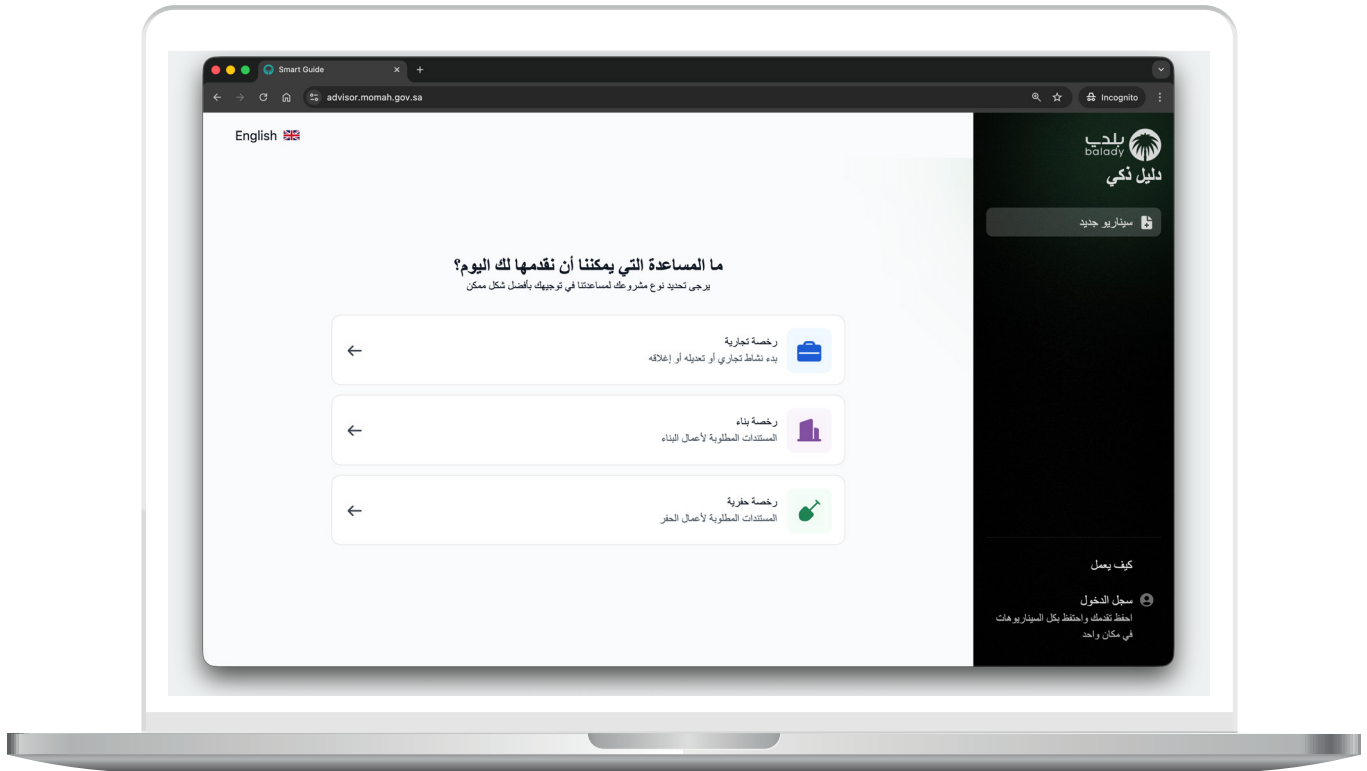 Smart Guide
advisor.momah.gov.sa
Incognito
English
بلدي
balady
دليل ذكي
سيناريو جديد
ما المساعدة التي يمكننا أن نقدمها لك اليوم؟
يرجى تحديد نوع مشروعك لمساعدتنا في توجيهك بأفضل شكل ممكن
رخصة تجارية
بدء نشاط تجاري أو تعديله أو إغلاقه
رخصة بناء
المستندات المطلوبة لأعمال البناء
رخصة حفرية
المستندات المطلوبة لأعمال الحفر
كيف يعمل
سجل الدخول
احفظ تقدمك واحتفظ بكل السيناريوهات
في مكان واحد